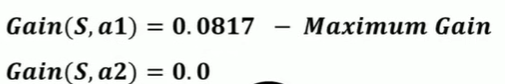 Gain(S, a1) = 0.0817 – Maximum Gain
Gain(S, a2) = 0.0